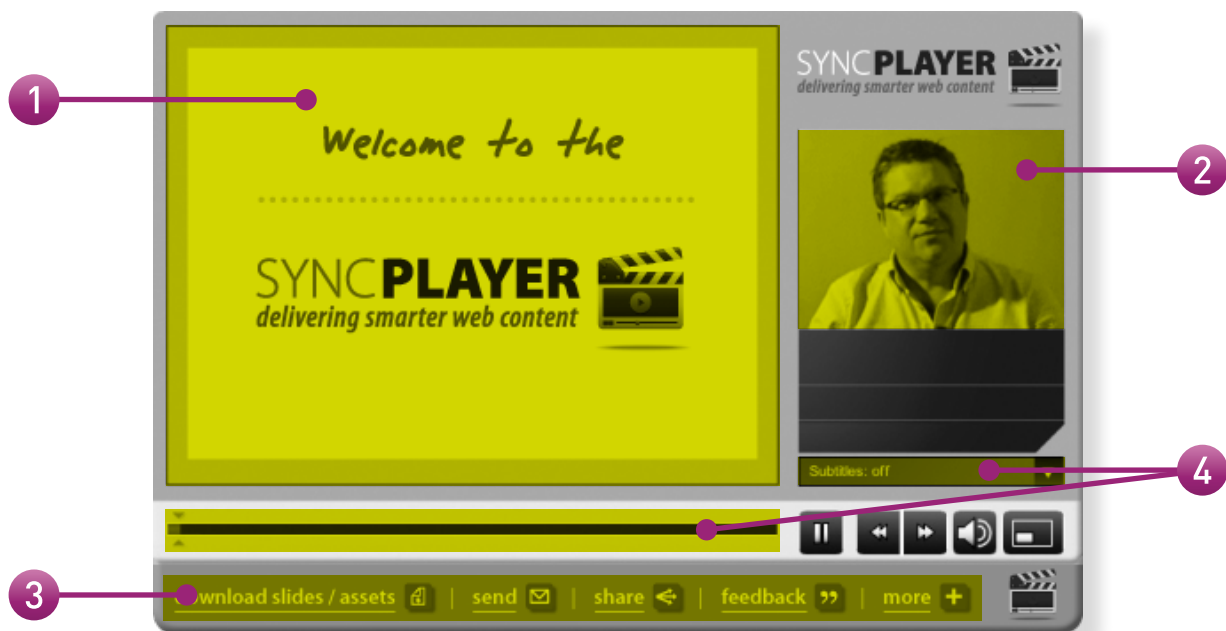 1
Welcome to the
SYNCPLAYER
delivering smarter web content
SYNCPLAYER
delivering smarter web content
2
Subtitles: off
4
3
download slides / assets | send | share | feedback | more